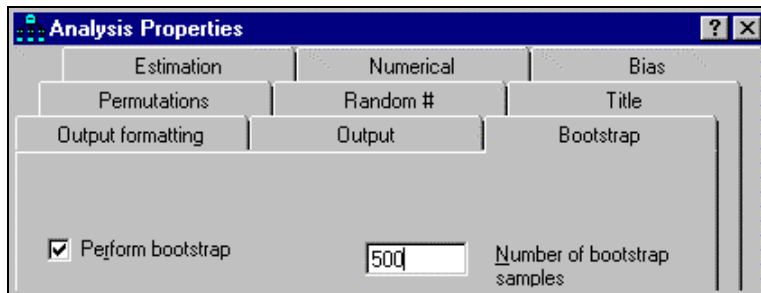 Analysis Properties ? ×
Estimation Numerical Bias
Permutations Random # Title
Output formatting Output Bootstrap
Perform bootstrap 500 Number of bootstrap
samples